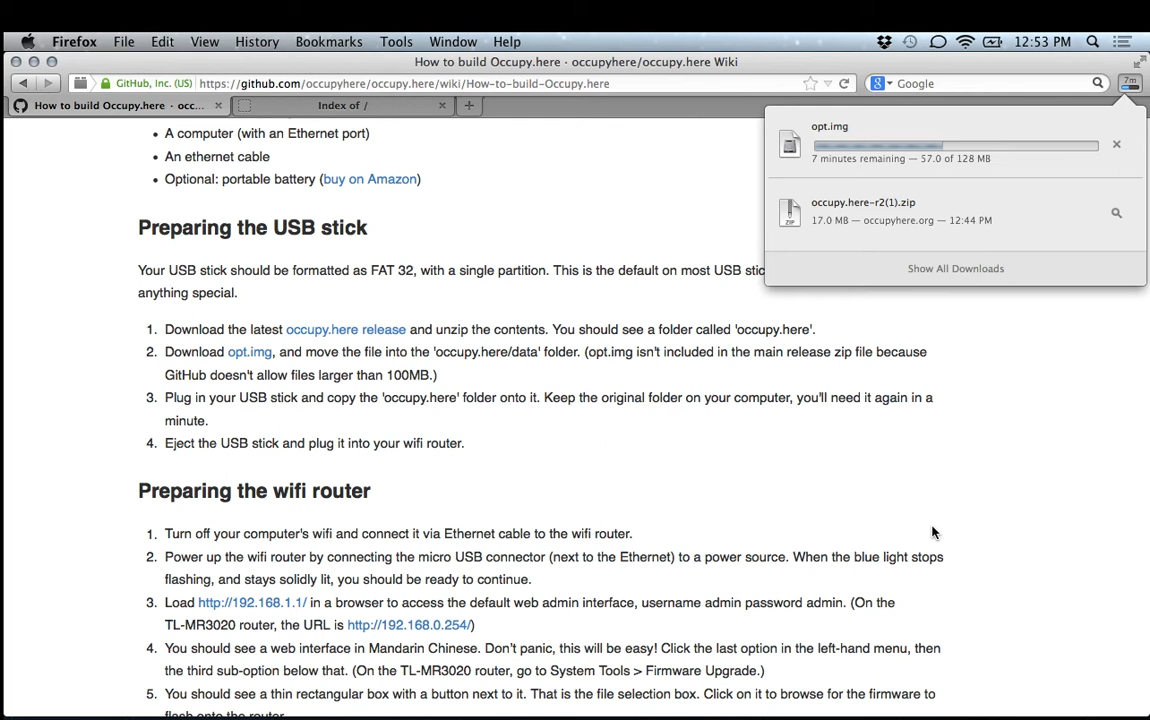 Firefox File Edit View History Bookmarks Tools Window Help 12:53 PM
How to build Occupy.here · occupyhere/occupy.here Wiki
GitHub, Inc. (US) https://github.com/occupyhere/occupy.here/wiki/How-to-build-Occupy.here Google 7m
How to build Occupy.here · occ... Index of /
• A computer (with an Ethernet port)
• An ethernet cable
• Optional: portable battery (buy on Amazon)
opt.img
7 minutes remaining — 57.0 of 128 MB
occupy.here-r2(1).zip
17.0 MB — occupyhere.org — 12:44 PM
ZIP
Show All Downloads
Preparing the USB stick
Your USB stick should be formatted as FAT 32, with a single partition. This is the default on most USB stic
anything special.
1. Download the latest occupy.here release and unzip the contents. You should see a folder called 'occupy.here'.
2. Download opt.img, and move the file into the 'occupy.here/data' folder. (opt.img isn't included in the main release zip file because
GitHub doesn't allow files larger than 100MB.)
3. Plug in your USB stick and copy the 'occupy.here' folder onto it. Keep the original folder on your computer, you'll need it again in a
minute.
4. Eject the USB stick and plug it into your wifi router.
Preparing the wifi router
1. Turn off your computer's wifi and connect it via Ethernet cable to the wifi router.
2. Power up the wifi router by connecting the micro USB connector (next to the Ethernet) to a power source. When the blue light stops
flashing, and stays solidly lit, you should be ready to continue.
3. Load http://192.168.1.1/ in a browser to access the default web admin interface, username admin password admin. (On the
TL-MR3020 router, the URL is http://192.168.0.254/)
4. You should see a web interface in Mandarin Chinese. Don't panic, this will be easy! Click the last option in the left-hand menu, then
the third sub-option below that. (On the TL-MR3020 router, go to System Tools > Firmware Upgrade.)
5. You should see a thin rectangular box with a button next to it. That is the file selection box. Click on it to browse for the firmware to
flash onto the router.